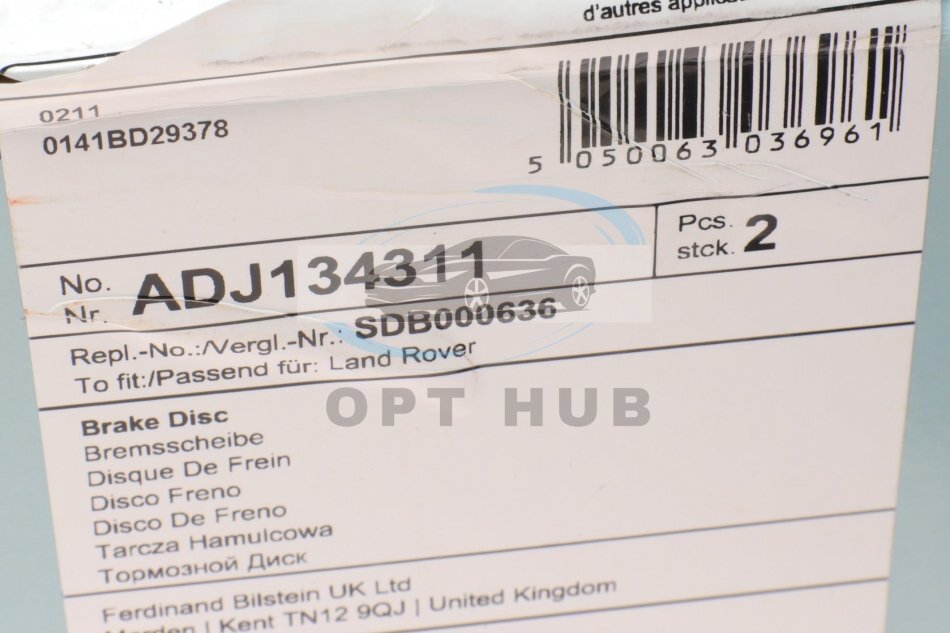 d'autres
0211
0141BD29378
5 050063 036961
No.
Nr. ADJ134311
Pcs.
stck. 2
Repl.-No.:/Vergl.-Nr.: SDB000636
To fit:/Passend für: Land Rover
OPT HUB
Brake Disc
Bremsscheibe
Disque De Frein
Disco Freno
Disco De Freno
Tarcza Hamulcowa
Тормозной Диск
Ferdinand Bilstein UK Ltd
Marden | Kent TN12 9QJ | United Kingdom